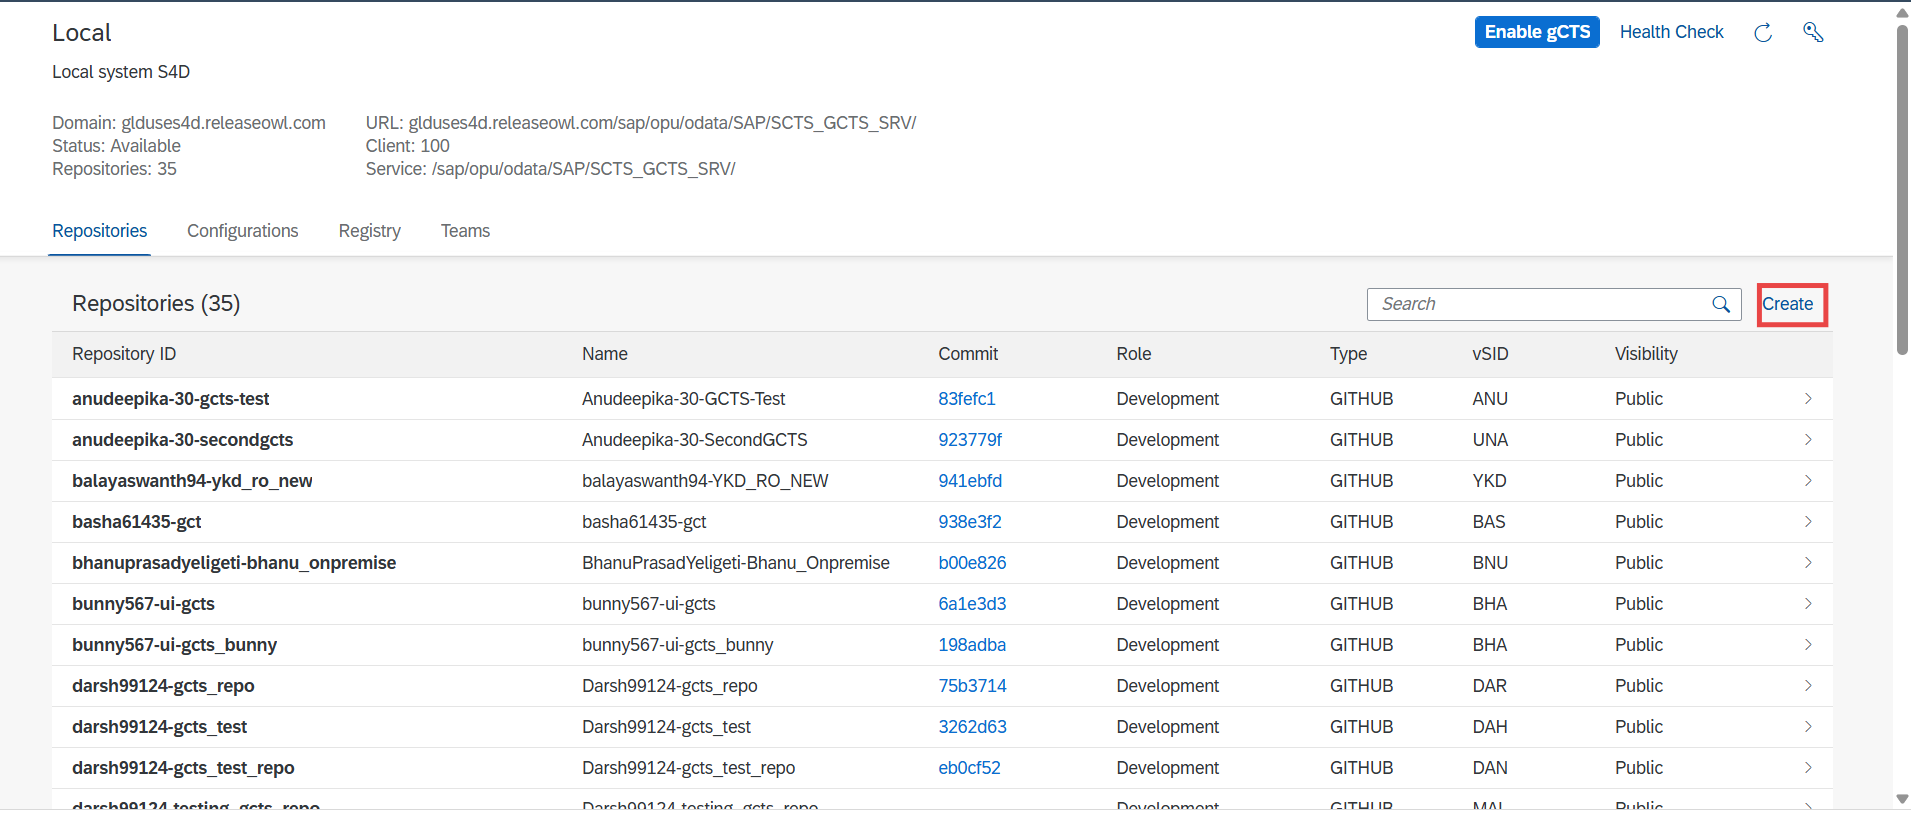 Local
Enable gCTS Health Check
Local system S4D
Domain: glduses4d.releaseowl.com URL: glduses4d.releaseowl.com/sap/opu/odata/SAP/SCTS_GCTS_SRV/
Status: Available Client: 100
Repositories: 35 Service: /sap/opu/odata/SAP/SCTS_GCTS_SRV/
Repositories Configurations Registry Teams
Repositories (35) Search Create
Repository ID Name Commit Role Type vSID Visibility
anudeepika-30-gcts-test Anudeepika-30-GCTS-Test 83fefc1 Development GITHUB ANU Public
anudeepika-30-secondgcts Anudeepika-30-SecondGCTS 923779f Development GITHUB UNA Public
balayaswanth94-ykd_ro_new balayaswanth94-YKD_RO_NEW 941ebfd Development GITHUB YKD Public
basha61435-gct basha61435-gct 938e3f2 Development GITHUB BAS Public
bhanuprasadyeligeti-bhanu_onpremise BhanuPrasadYeligeti-Bhanu_Onpremise b00e826 Development GITHUB BNU Public
bunny567-ui-gcts bunny567-ui-gcts 6a1e3d3 Development GITHUB BHA Public
bunny567-ui-gcts_bunny bunny567-ui-gcts_bunny 198adba Development GITHUB BHA Public
darsh99124-gcts_repo Darsh99124-gcts_repo 75b3714 Development GITHUB DAR Public
darsh99124-gcts_test Darsh99124-gcts_test 3262d63 Development GITHUB DAH Public
darsh99124-gcts_test_repo Darsh99124-gcts_test_repo eb0cf52 Development GITHUB DAN Public
darsh99124-testing_gcts_repo Darsh99124-testing_gcts_repo Development GITHUB Public